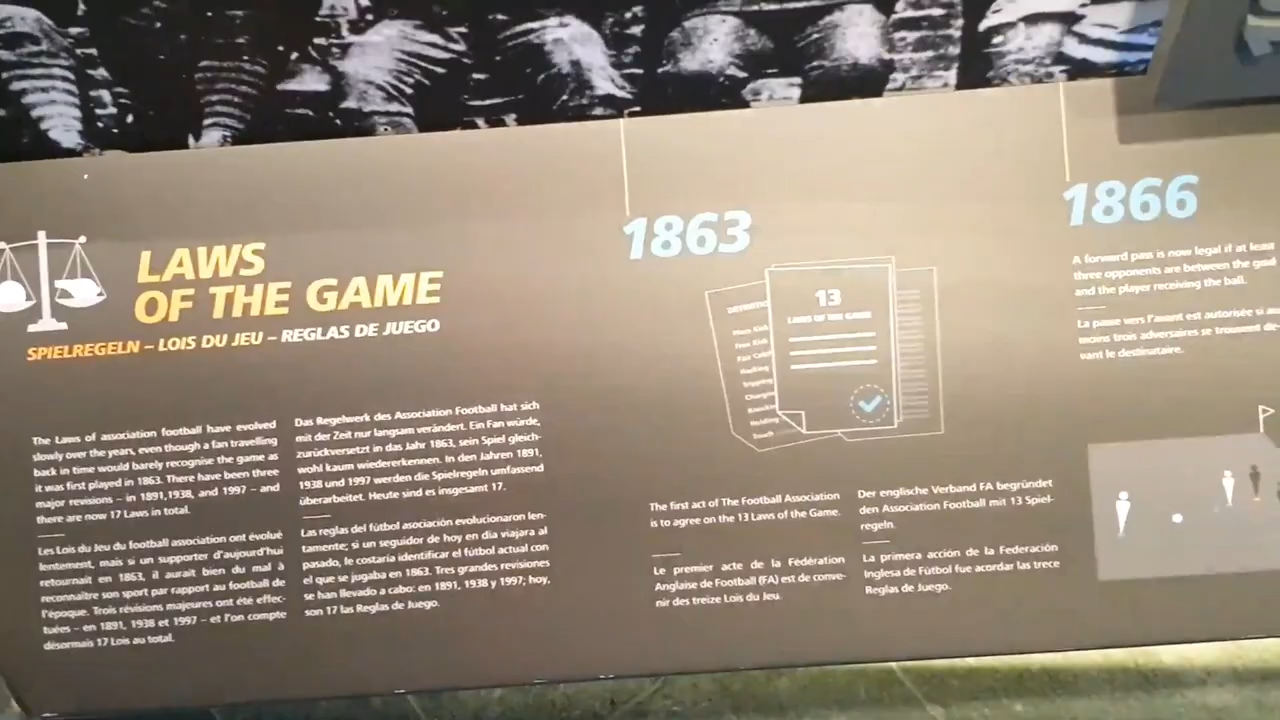 LAWS
OF THE GAME
SPIELREGELN – LOIS DU JEU – REGLAS DE JUEGO
The Laws of association football have evolved
slowly over the years, even though a fan travelling
back in time would barely recognise the game as
it was first played in 1863. There have been three
major revisions – in 1891,1938, and 1997 – and
there are now 17 Laws in total.
Les Lois du Jeu du football association ont évolué
lentement, mais si un supporter d'aujourd'hui
retournait en 1863, il aurait bien du mal à
reconnaître son sport par rapport au football de
l'époque. Trois révisions majeures ont été effec-
tuées – en 1891, 1938 et 1997 – et l'on compte
désormais 17 Lois au total.
Das Regelwerk des Association Football hat sich
mit der Zeit nur langsam verändert. Ein Fan würde,
zurückversetzt in das Jahr 1863, sein Spiel gleich-
wohl kaum wiedererkennen. In den Jahren 1891,
1938 und 1997 werden die Spielregeln umfassend
überarbeitet. Heute sind es insgesamt 17.
Las reglas del fútbol asociación evolucionaron len-
tamente; si un seguidor de hoy en día viajara al
pasado, le costaría identificar el fútbol actual con
el que se jugaba en 1863. Tres grandes revisiones
se han llevado a cabo: en 1891, 1938 y 1997; hoy,
son 17 las Reglas de Juego.
1863
13
LAWS OF THE GAME
Free Kick
Fair Catch
Hacking
Tripping
Holding
Touch
The first act of The Football Association
is to agree on the 13 Laws of the Game.
Le premier acte de la Fédération
Anglaise de Football (FA) est de conve-
nir des treize Lois du Jeu.
Der englische Verband FA begründet
den Association Football mit 13 Spiel-
regeln.
La primera acción de la Federación
Inglesa de Fútbol fue acordar las trece
Reglas de Juego.
1866
A forward pass is now legal if at least
three opponents are between the goal
and the player receiving the ball.
La passe vers l'avant est autorisée si au
moins trois adversaires se trouvent de-
vant le destinataire.